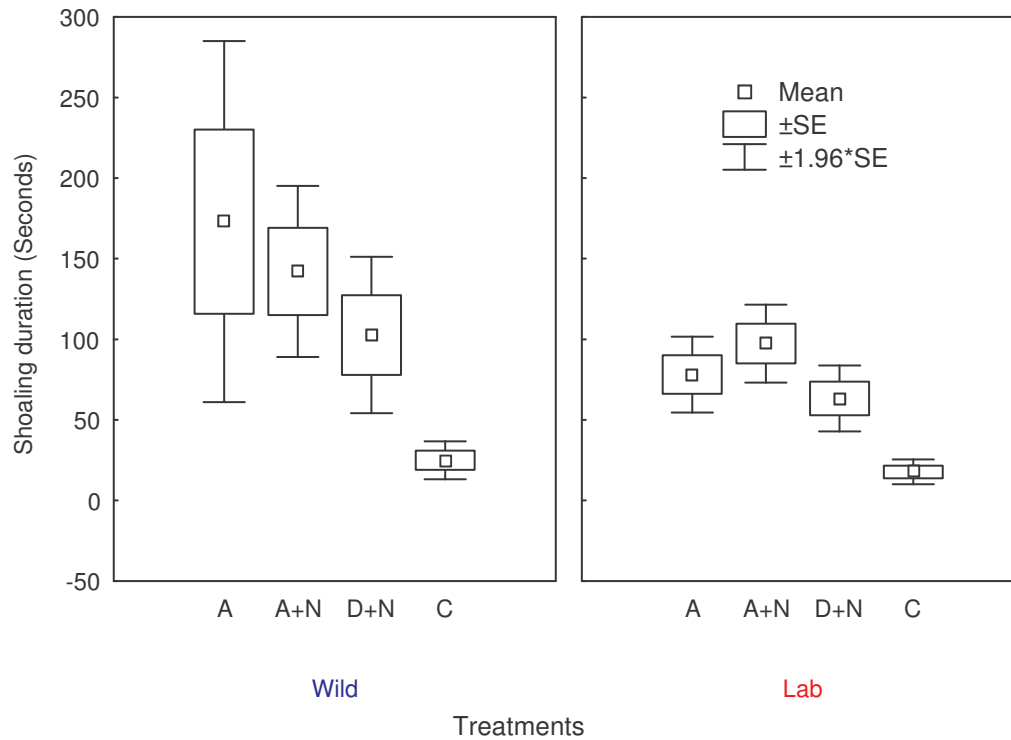 Shoaling duration (Seconds)
300
250
200
150
100
50
0
-50
Mean
±SE
±1.96*SE
A A+N D+N C
A A+N D+N C
Wild
Lab
Treatments